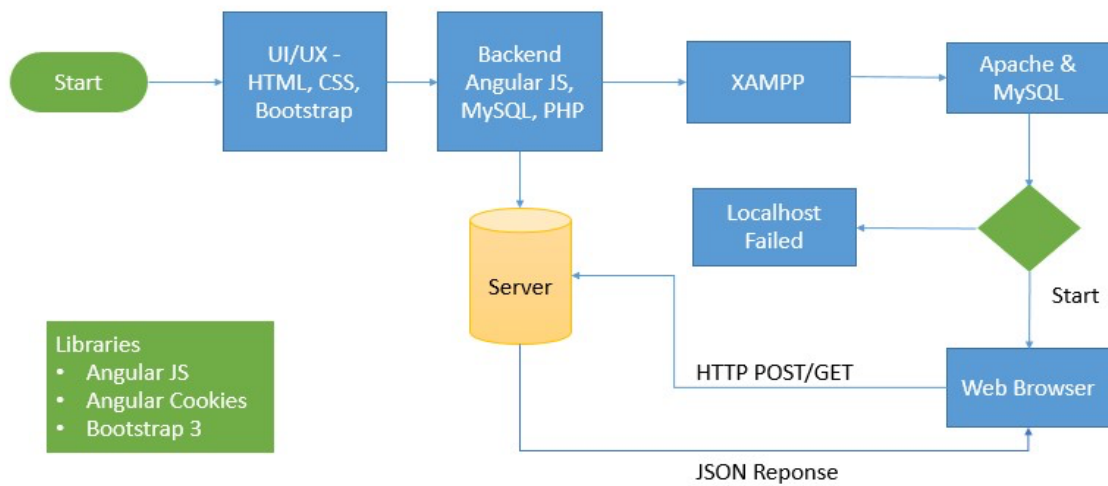 Start
UI/UX -
HTML, CSS,
Bootstrap
Backend
Angular JS,
MySQL, PHP
XAMPP
Apache &
MySQL
Localhost
Failed
Server
Start
Libraries
• Angular JS
• Angular Cookies
• Bootstrap 3
HTTP POST/GET
Web Browser
JSON Reponse